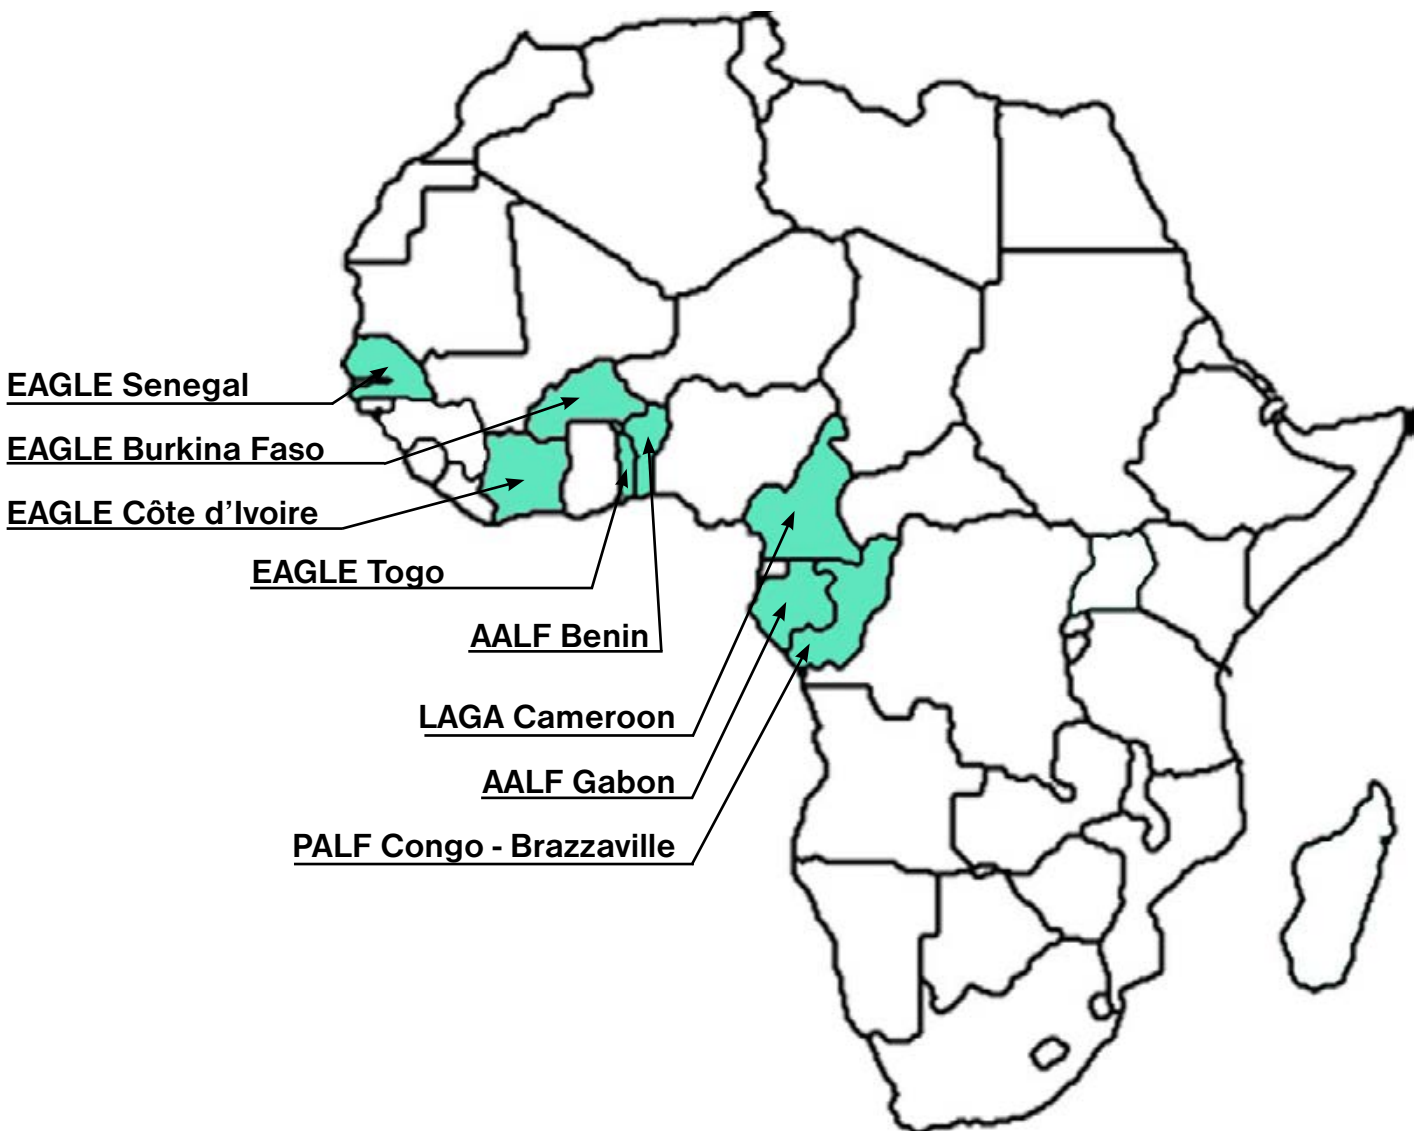 EAGLE Senegal
EAGLE Burkina Faso
EAGLE Côte d’Ivoire
EAGLE Togo
AALF Benin
LAGA Cameroon
AALF Gabon
PALF Congo - Brazzaville